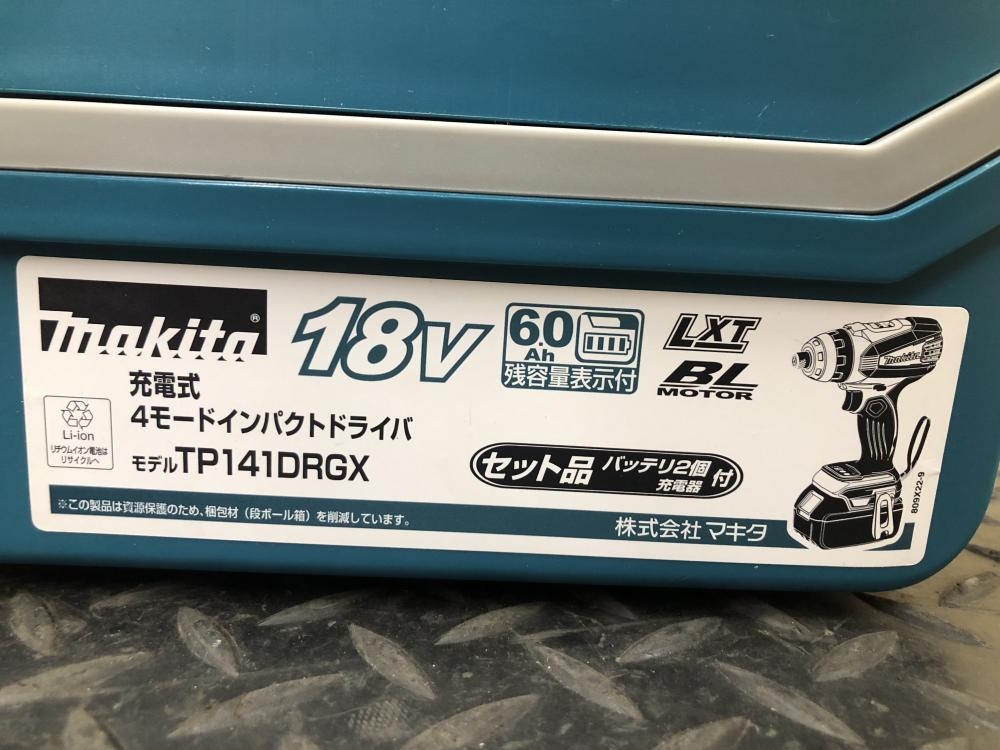 makita®
18V
6.0
Ah
残容量表示付
LXT
BL
MOTOR
makita
充電式
4モードインパクトドライバ
モデルTP141DRGX
Li-ion
リチウムイオン電池は
リサイクルへ
セット品 バッテリ2個
充電器 付
※この製品は資源保護のため、梱包材（段ボール箱）を削減しています。
株式会社 マキタ
809X22-9